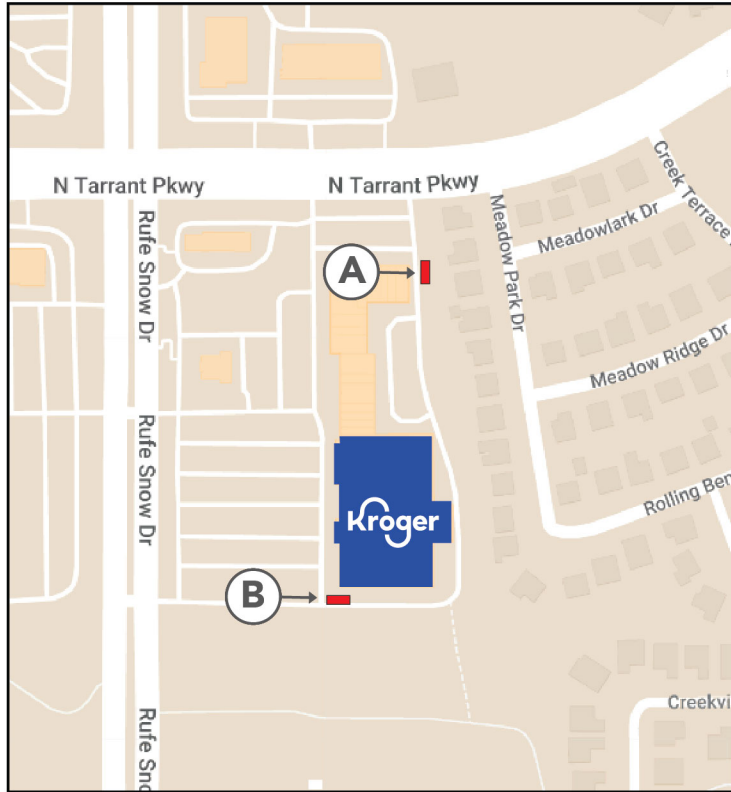 N Tarrant Pkwy
N Tarrant Pkwy
Creek Terrace
Rufe Snow Dr
Meadow Park Dr
Meadowlark Dr
A
Meadow Ridge Dr
Rufe Snow Dr
Rolling Ben
Kroger
B
Creekvi
Rufe Sno